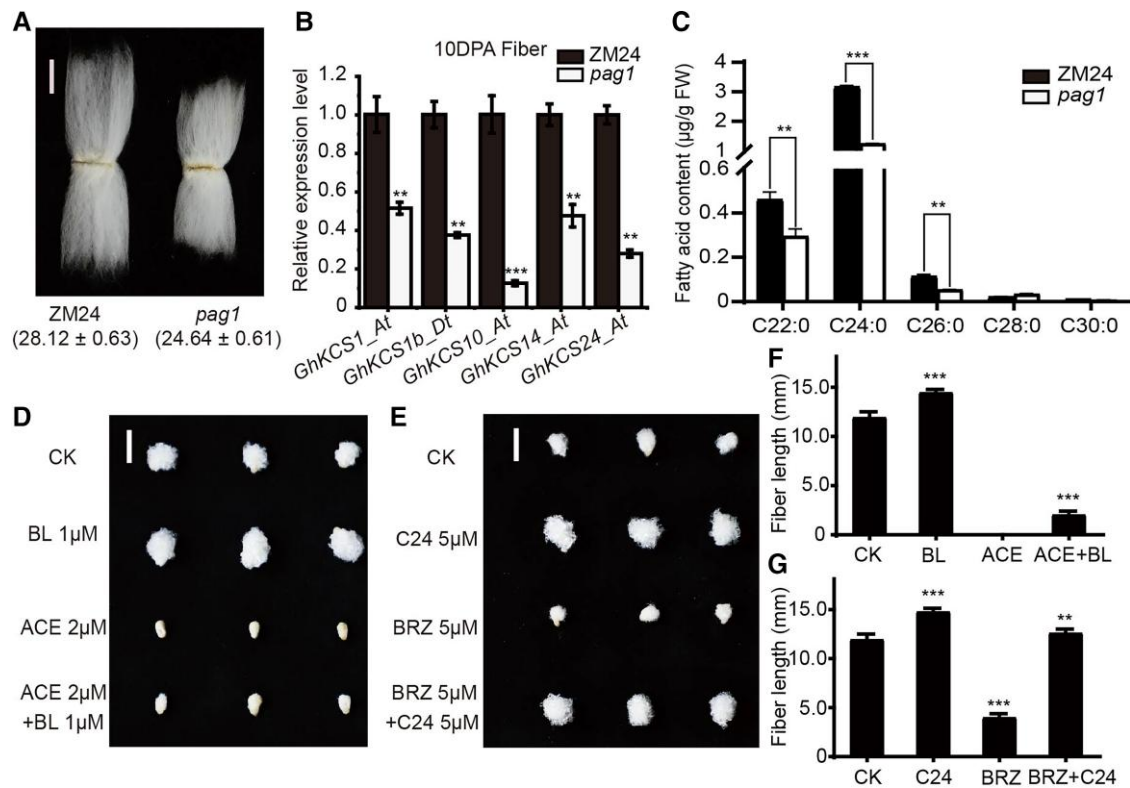 A
ZM24
(28.12 ± 0.63)
pag1
(24.64 ± 0.61)
B
10DPA Fiber
ZM24
pag1
Relative expression level
1.0
0.8
0.6
0.4
0.2
0
**
**
***
**
**
GhKCS1_At
GhKCS1b_Dt
GhKCS10_At
GhKCS14_At
GhKCS24_At
C
ZM24
pag1
Fatty acid content (µg/g FW)
4
3
2
1
0.6
0.4
0.2
0
**
***
**
C22:0
C24:0
C26:0
C28:0
C30:0
D
CK
BL 1µM
ACE 2µM
ACE 2µM
+BL 1µM
E
CK
C24 5µM
BRZ 5µM
BRZ 5µM
+C24 5µM
F
Fiber length (mm)
15.0
10.0
5.0
0
***
***
CK
BL
ACE
ACE+BL
G
Fiber length (mm)
15.0
10.0
5.0
0
***
***
**
CK
C24
BRZ
BRZ+C24